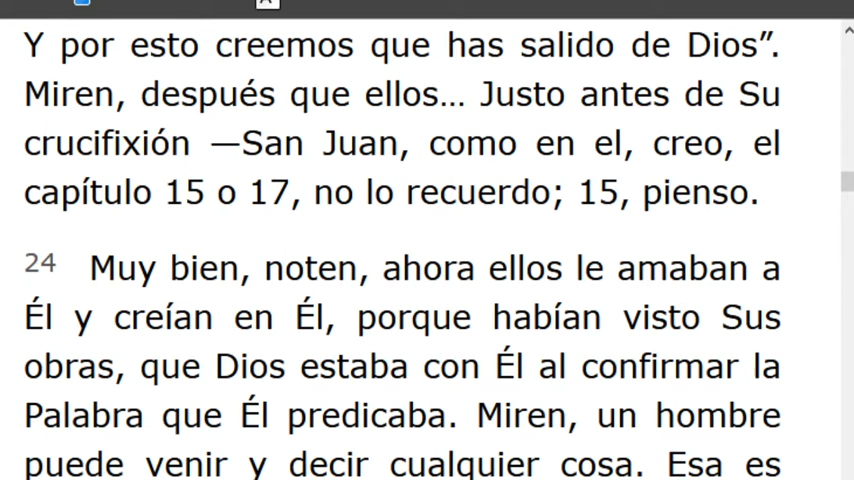 Y por esto creemos que has salido de Dios”.
Miren, después que ellos... Justo antes de Su
crucifixión —San Juan, como en el, creo, el
capítulo 15 o 17, no lo recuerdo; 15, pienso.
24 Muy bien, noten, ahora ellos le amaban a
Él y creían en Él, porque habían visto Sus
obras, que Dios estaba con Él al confirmar la
Palabra que Él predicaba. Miren, un hombre
puede venir y decir cualquier cosa. Esa es